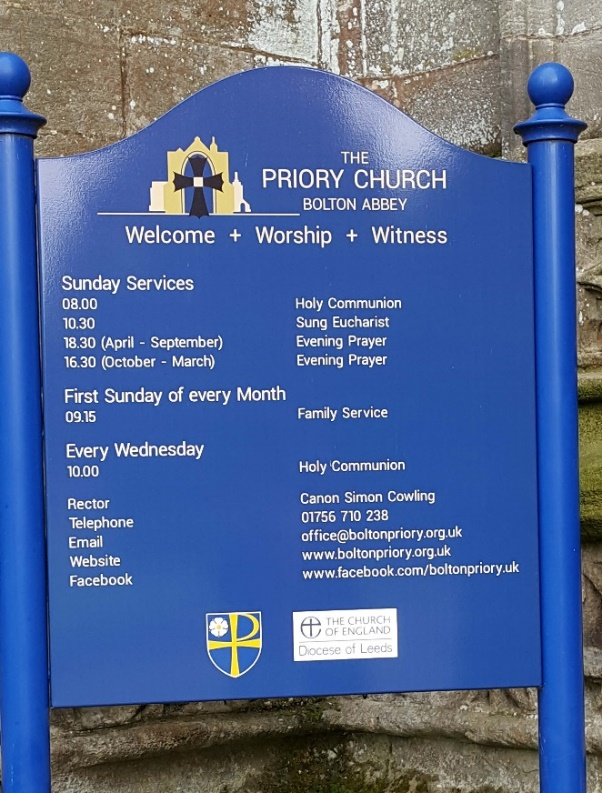 THE
PRIORY CHURCH
BOLTON ABBEY
Welcome + Worship + Witness
Sunday Services
08.00 Holy Communion
10.30 Sung Eucharist
18.30 (April - September) Evening Prayer
16.30 (October - March) Evening Prayer
First Sunday of every Month
09.15 Family Service
Every Wednesday
10.00 Holy Communion
Rector Canon Simon Cowling
Telephone 01756 710 238
Email office@boltonpriory.org.uk
Website www.boltonpriory.org.uk
Facebook www.facebook.com/boltonpriory.uk
THE CHURCH
OF ENGLAND
Diocese of Leeds